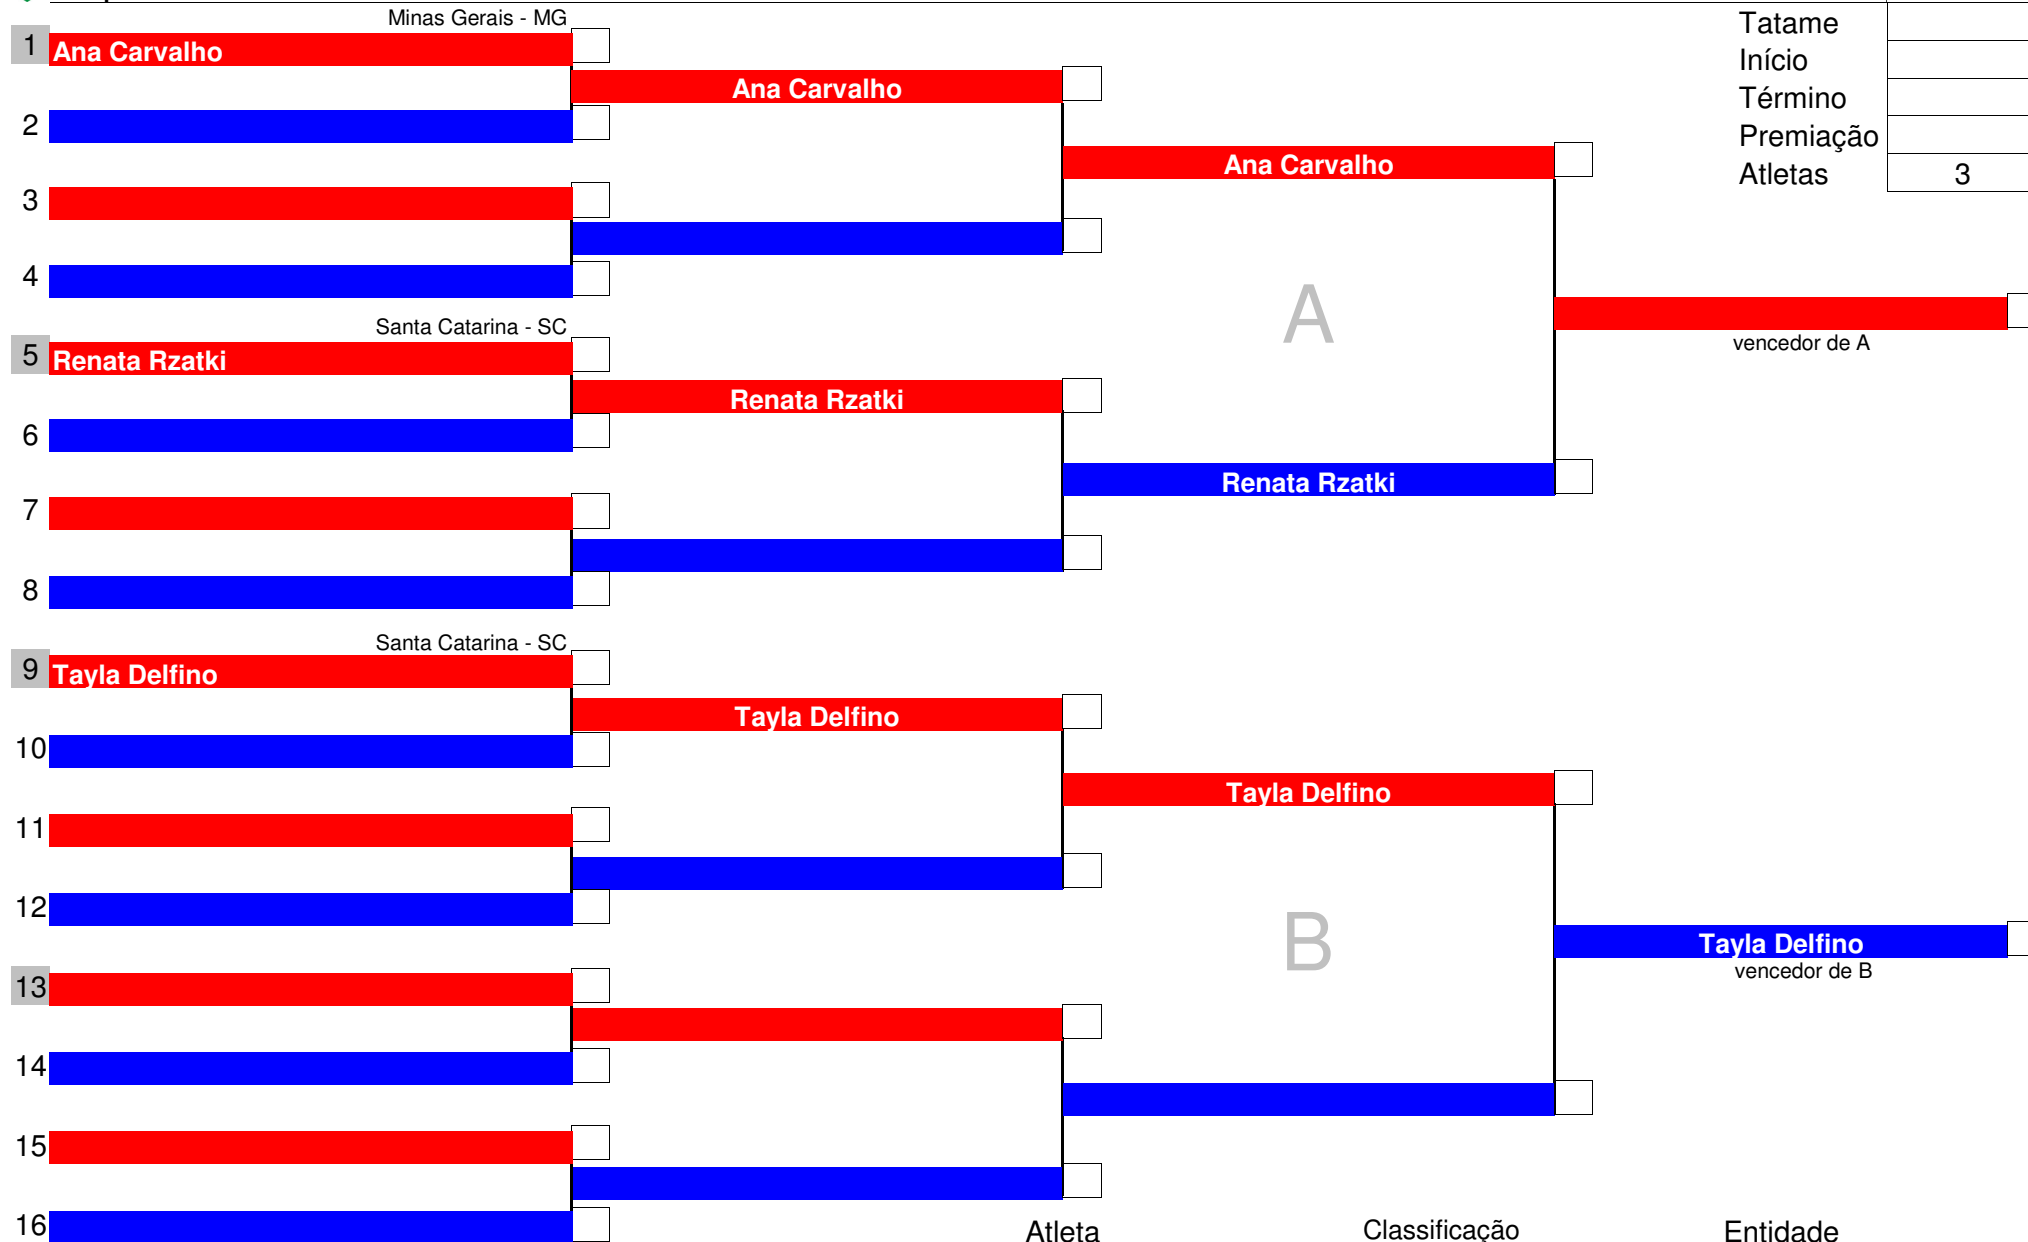 Minas Gerais - MG
Tatame
1 Ana Carvalho
Início
Ana Carvalho
Término
2
Premiação
Ana Carvalho
Atletas 3
3
4
A
Santa Catarina - SC
vencedor de A
5 Renata Rzatki
Renata Rzatki
6
Renata Rzatki
7
8
Santa Catarina - SC
9 Tayla Delfino
Tayla Delfino
10
Tayla Delfino
11
12
B
Tayla Delfino
vencedor de B
13
14
15
16
Atleta Classificação Entidade